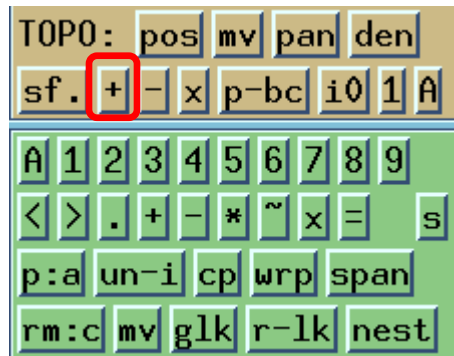 TOPO: pos mv pan den
sf. + - x p-bc i0 1 A
A 1 2 3 4 5 6 7 8 9
< > . + - * ~ x = s
p:a un-i cp wrp span
rm:c mv glk r-lk nest